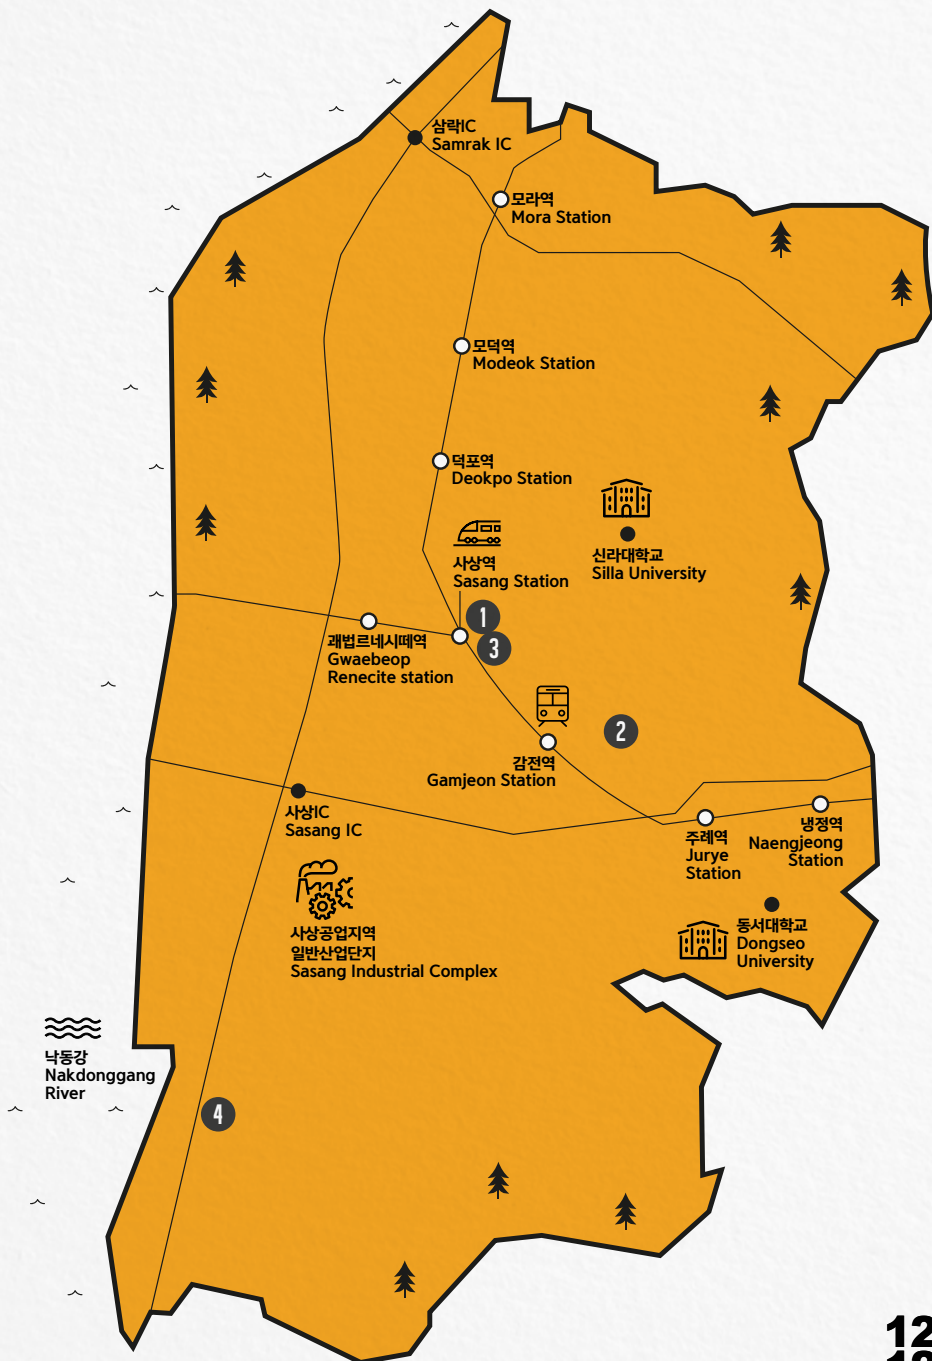 삼락IC
Samrak IC
모라역
Mora Station
모덕역
Modeok Station
덕포역
Deokpo Station
사상역
Sasang Station
신라대학교
Silla University
1
3
괘법르네시떼역
Gwaebeop
Renecite station
2
감전역
Gamjeon Station
사상IC
Sasang IC
주례역
Jurye
Station
냉정역
Naengjeong
Station
사상공업지역
일반산업단지
Sasang Industrial Complex
동서대학교
Dongseo
University
낙동강
Nakdonggang
River
4
12